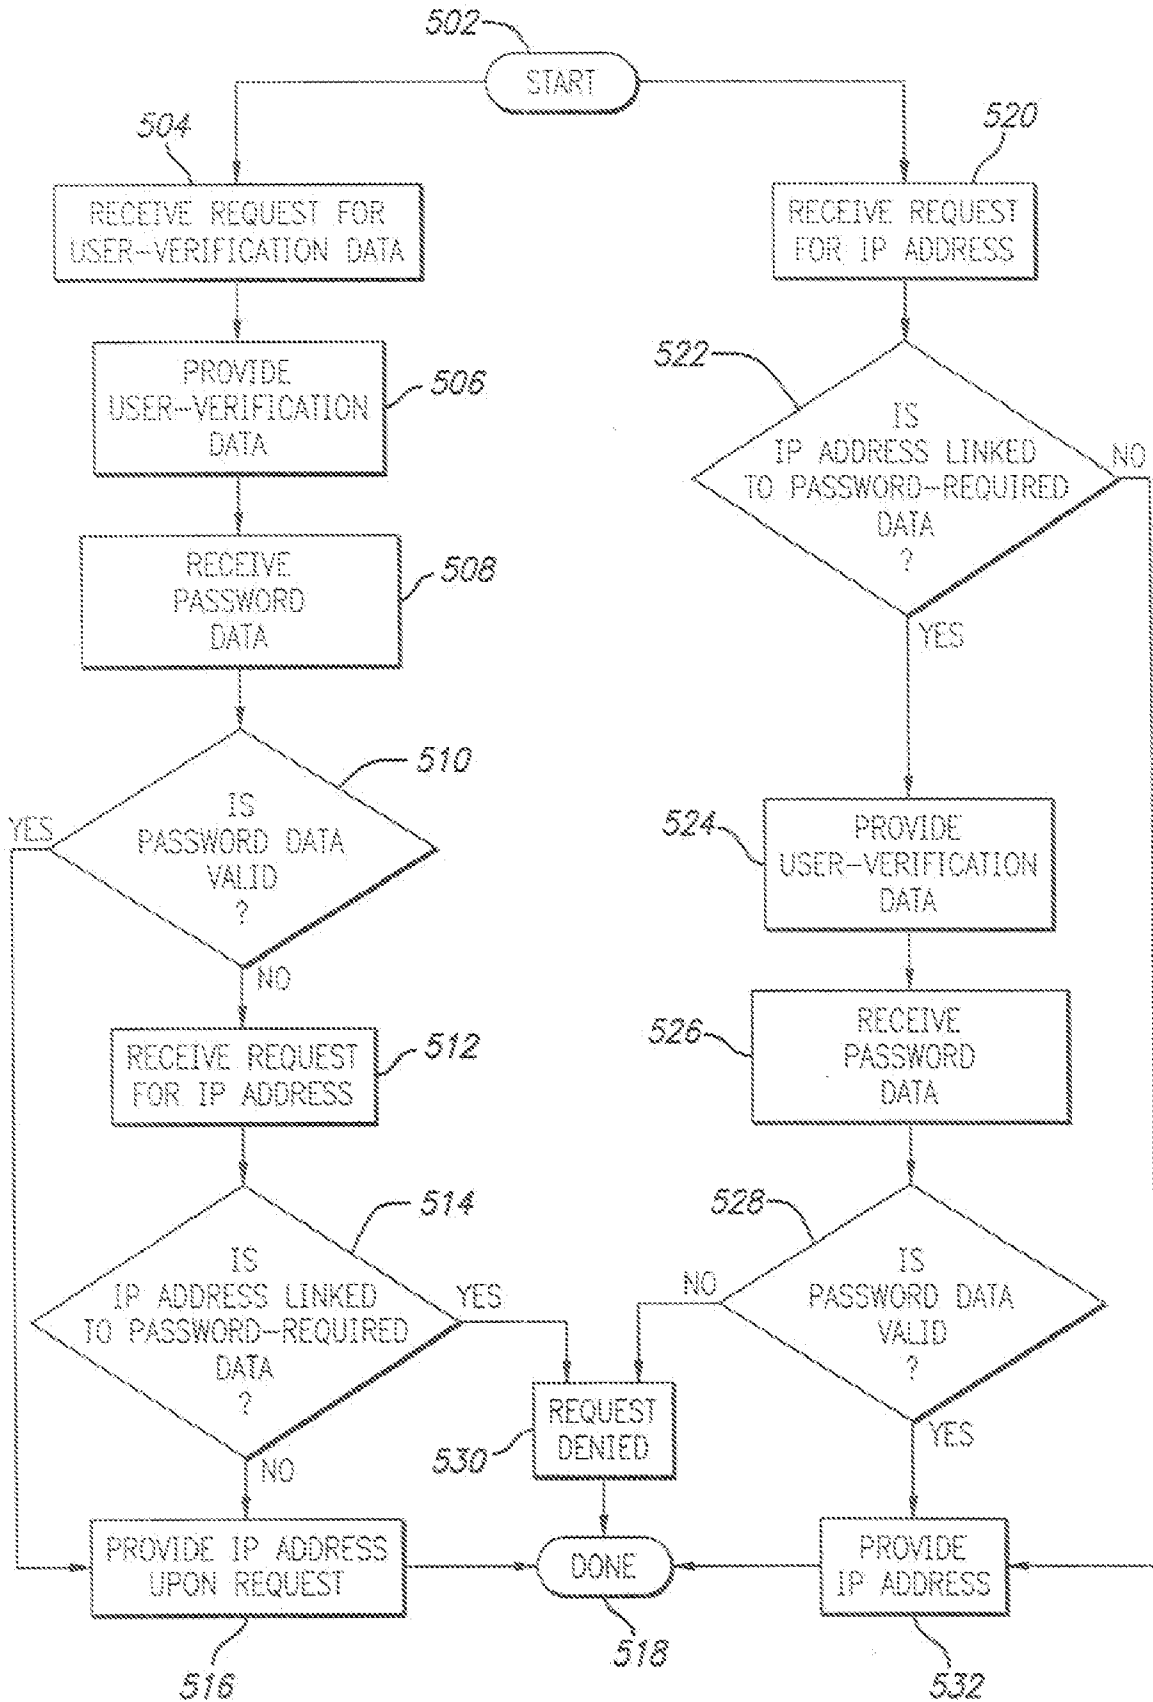 502
START
504
RECEIVE REQUEST FOR
USER-VERIFICATION DATA
PROVIDE
USER-VERIFICATION
DATA
506
RECEIVE
PASSWORD
DATA
508
510
IS
PASSWORD DATA
VALID
?
YES
NO
RECEIVE REQUEST
FOR IP ADDRESS
512
514
IS
IP ADDRESS LINKED
TO PASSWORD-REQUIRED
DATA
?
YES
NO
PROVIDE IP ADDRESS
UPON REQUEST
516
520
RECEIVE REQUEST
FOR IP ADDRESS
522
IS
IP ADDRESS LINKED
TO PASSWORD-REQUIRED
DATA
?
NO
YES
524
PROVIDE
USER-VERIFICATION
DATA
526
RECEIVE
PASSWORD
DATA
528
IS
PASSWORD DATA
VALID
?
NO
YES
REQUEST
DENIED
530
DONE
518
PROVIDE
IP ADDRESS
532